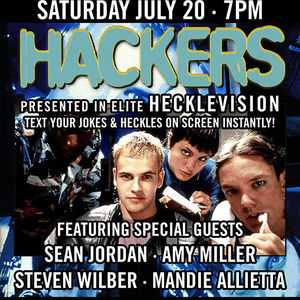 SATURDAY JULY 20 · 7PM
HACKERS
PRESENTED IN ELITE HECKLEVISION
TEXT YOUR JOKES & HECKLES ON SCREEN INSTANTLY!
FEATURING SPECIAL GUESTS
SEAN JORDAN · AMY MILLER
STEVEN WILBER · MANDIE ALLIETTA